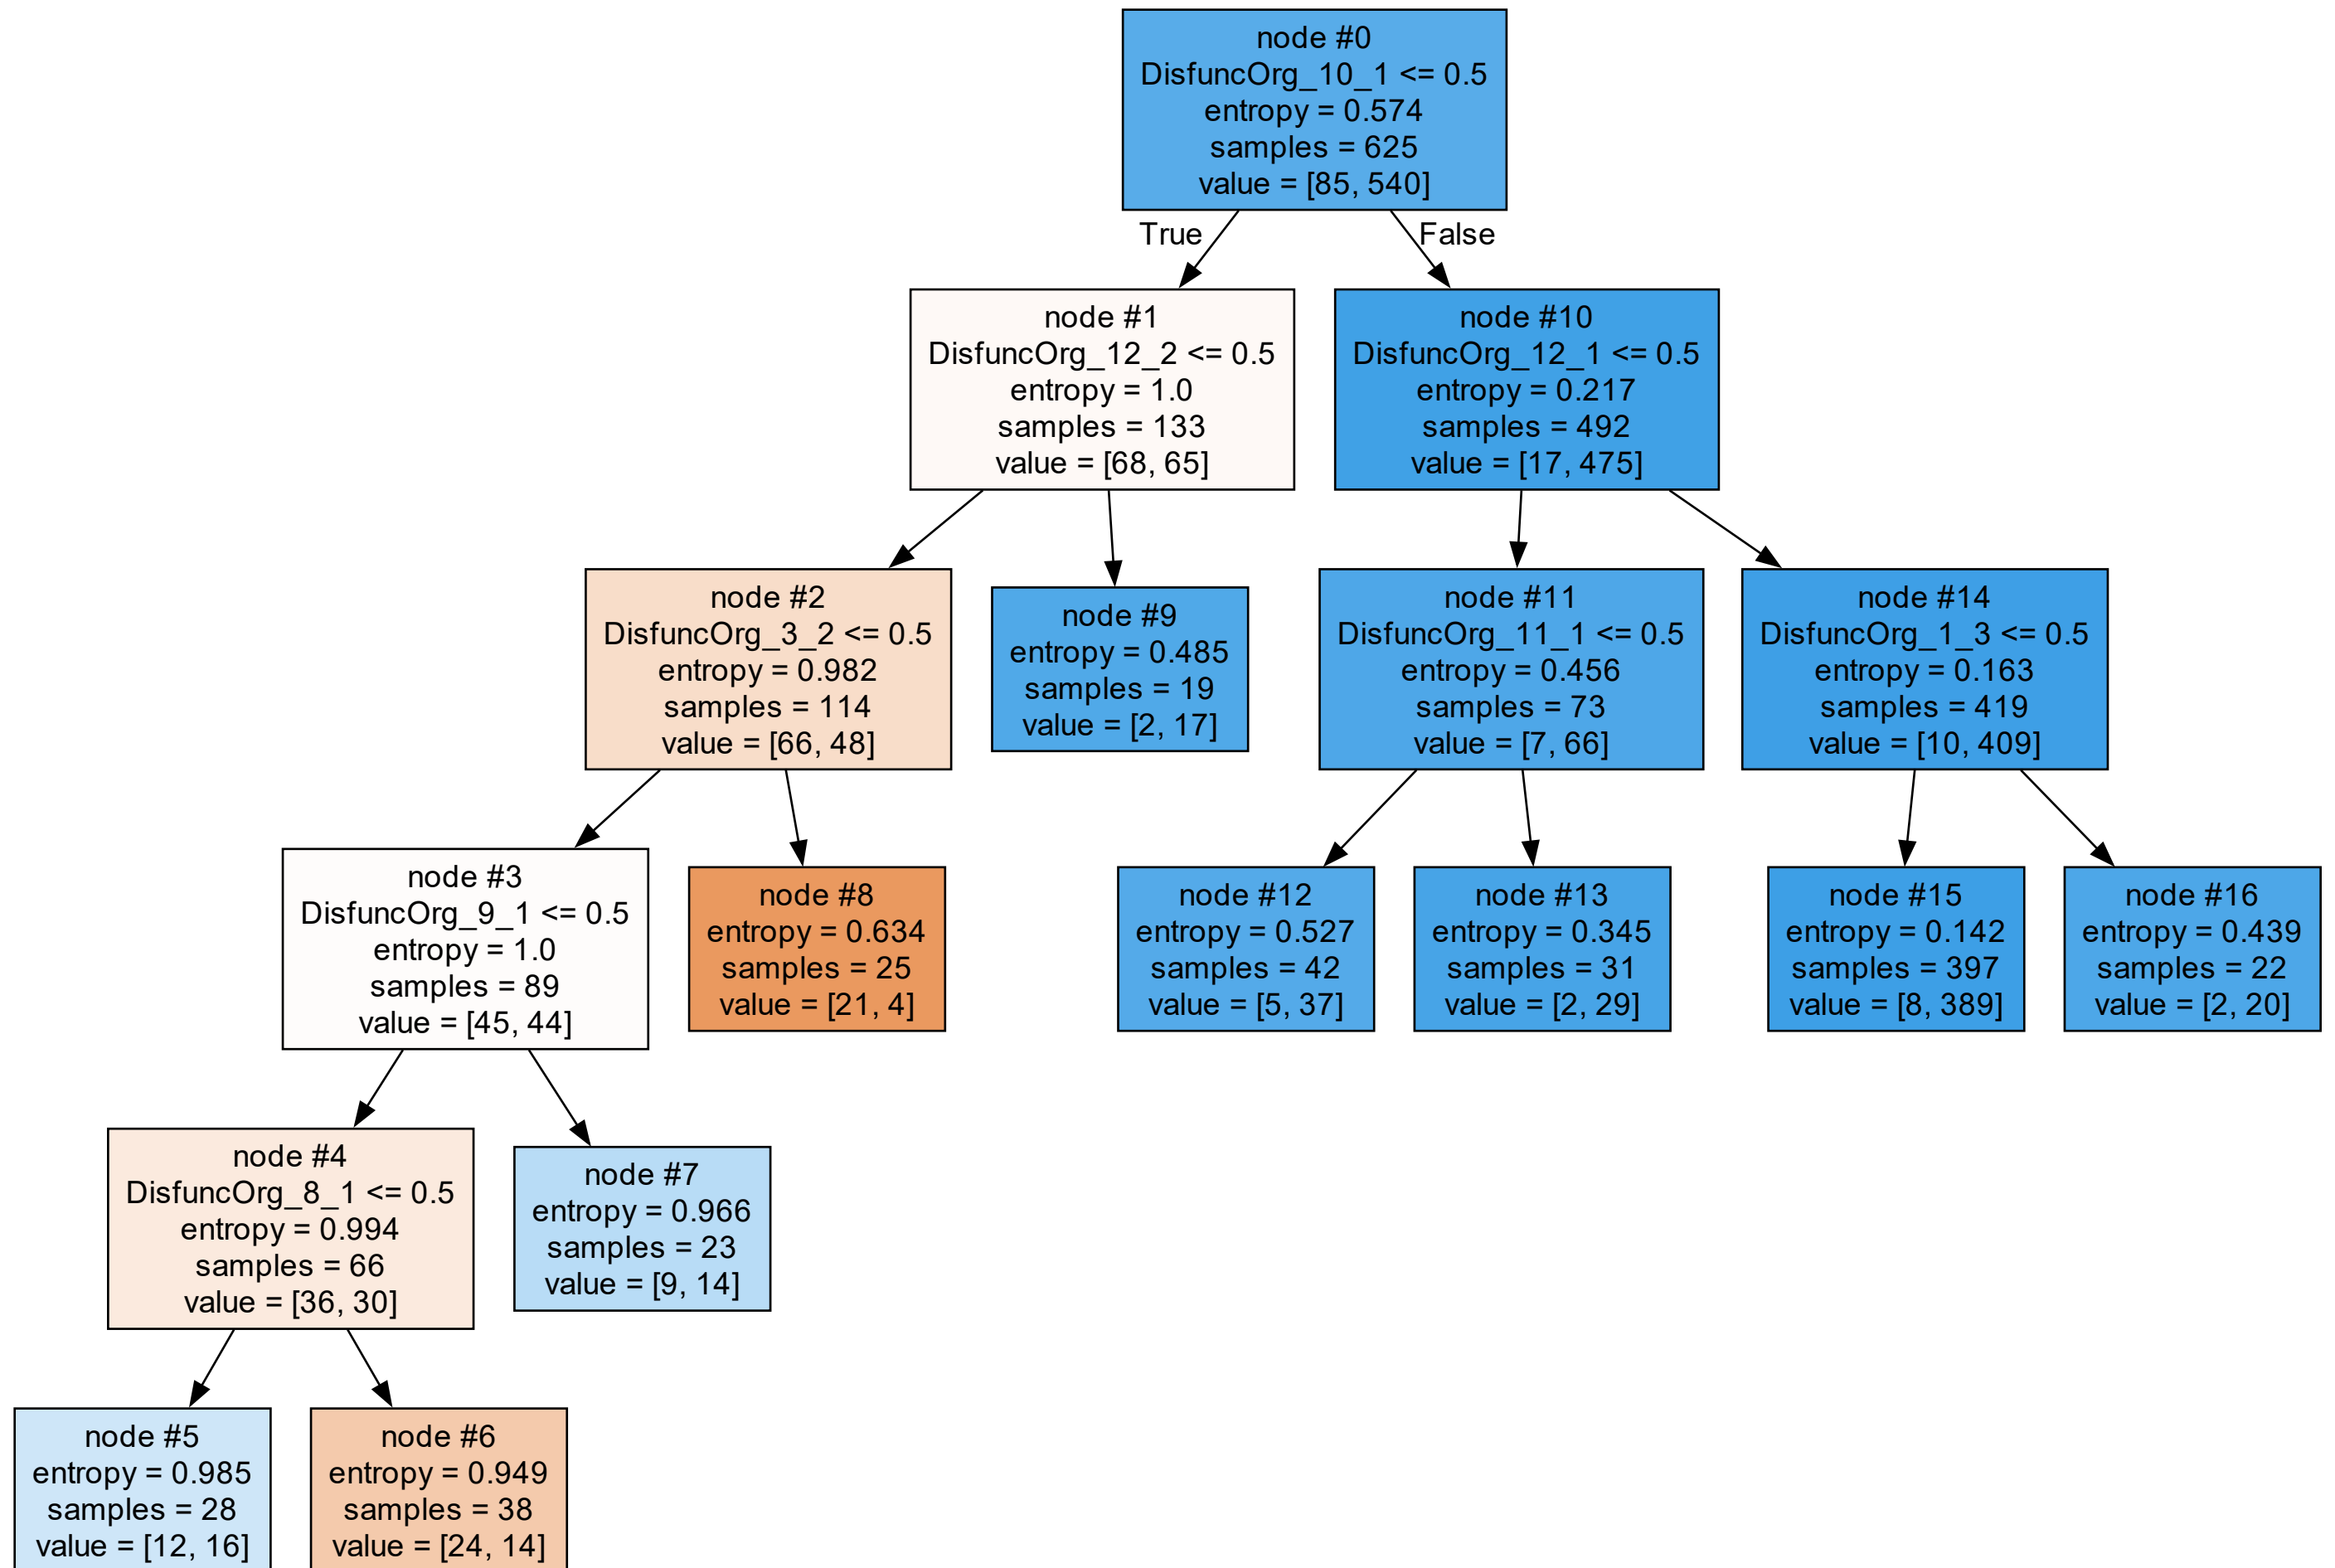 node #0
DisfuncOrg_10_1 <= 0.5
entropy = 0.574
samples = 625
value = [85, 540]
True
False
node #1
DisfuncOrg_12_2 <= 0.5
entropy = 1.0
samples = 133
value = [68, 65]
node #10
DisfuncOrg_12_1 <= 0.5
entropy = 0.217
samples = 492
value = [17, 475]
node #2
DisfuncOrg_3_2 <= 0.5
entropy = 0.982
samples = 114
value = [66, 48]
node #9
entropy = 0.485
samples = 19
value = [2, 17]
node #11
DisfuncOrg_11_1 <= 0.5
entropy = 0.456
samples = 73
value = [7, 66]
node #14
DisfuncOrg_1_3 <= 0.5
entropy = 0.163
samples = 419
value = [10, 409]
node #3
DisfuncOrg_9_1 <= 0.5
entropy = 1.0
samples = 89
value = [45, 44]
node #8
entropy = 0.634
samples = 25
value = [21, 4]
node #12
entropy = 0.527
samples = 42
value = [5, 37]
node #13
entropy = 0.345
samples = 31
value = [2, 29]
node #15
entropy = 0.142
samples = 397
value = [8, 389]
node #16
entropy = 0.439
samples = 22
value = [2, 20]
node #4
DisfuncOrg_8_1 <= 0.5
entropy = 0.994
samples = 66
value = [36, 30]
node #7
entropy = 0.966
samples = 23
value = [9, 14]
node #5
entropy = 0.985
samples = 28
value = [12, 16]
node #6
entropy = 0.949
samples = 38
value = [24, 14]